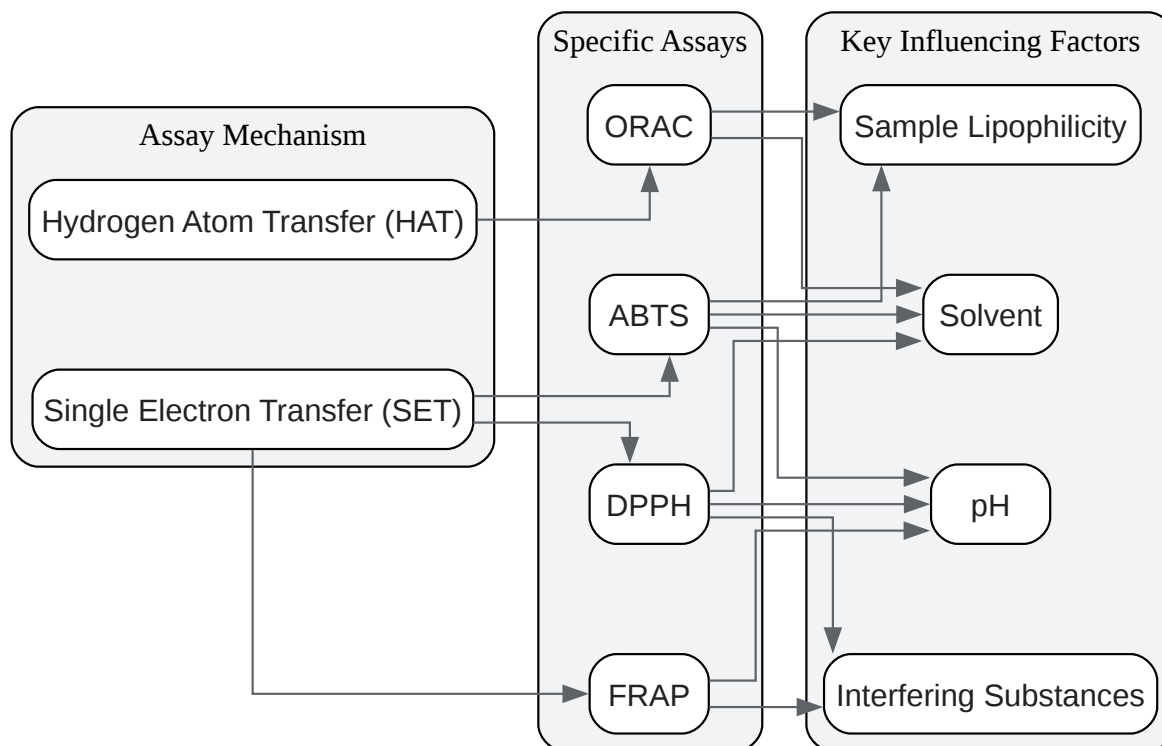 Assay Mechanism
Hydrogen Atom Transfer (HAT)
Single Electron Transfer (SET)
Specific Assays
ORAC
ABTS
DPPH
FRAP
Key Influencing Factors
Sample Lipophilicity
Solvent
pH
Interfering Substances